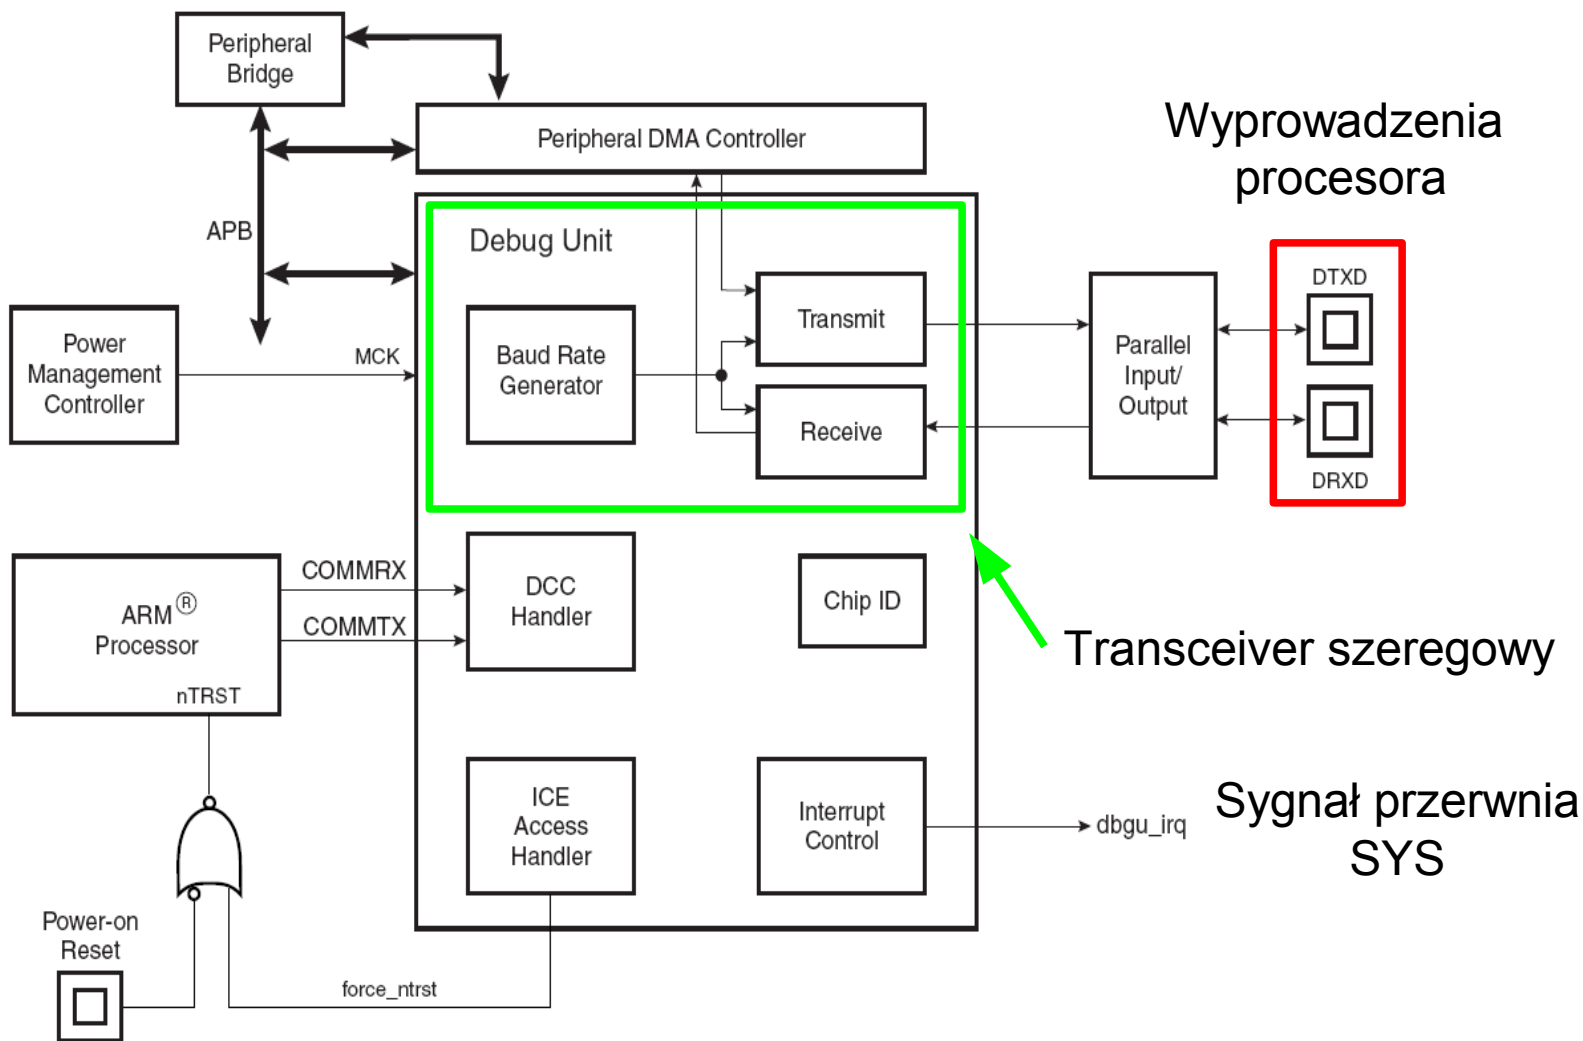 Peripheral
Bridge
Peripheral DMA Controller
Wyprowadzenia
procesora
APB
Debug Unit
DTXD
Transmit
Power
Management
Controller
MCK
Baud Rate
Generator
Parallel
Input/
Output
Receive
DRXD
ARM®
Processor
nTRST
COMMRX
COMMTX
DCC
Handler
Chip ID
Transceiver szeregowy
ICE
Access
Handler
Interrupt
Control
dbgu_irq
Sygnał przerwnia
SYS
Power-on
Reset
force_ntrst